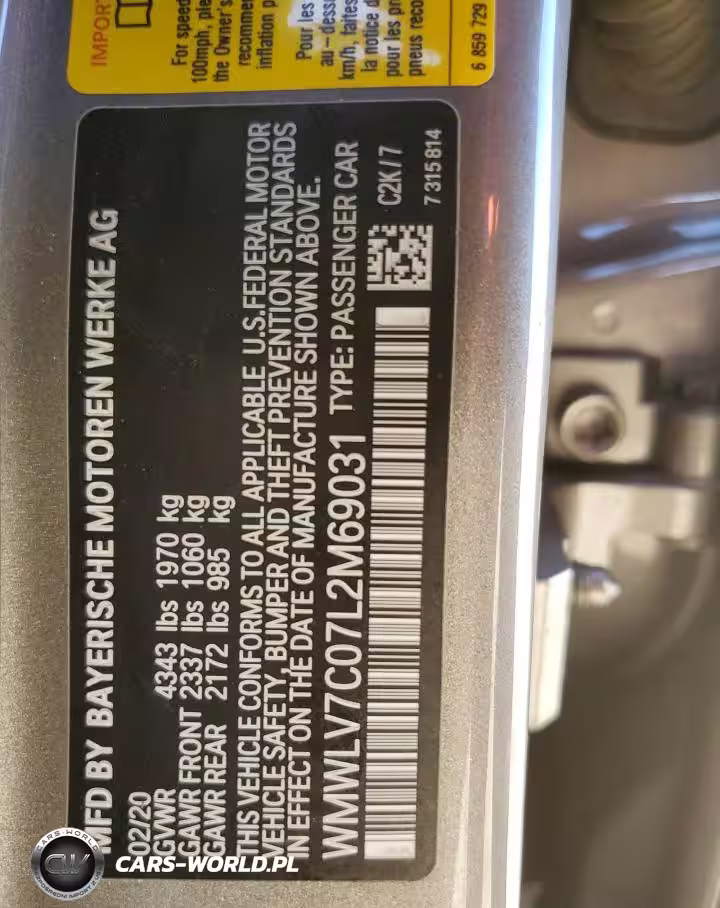 IMPOR
For speed
100mph, ple
the Owner's
recommen
inflation p
Pour les
au-dessu
km/h, faites
la notice d
pour les pn
pneus reco
6 859 729
MFD BY BAYERISCHE MOTOREN WERKE AG
02/20
GVWR 4343 lbs 1970 kg
GAWR FRONT 2337 lbs 1060 kg
GAWR REAR 2172 lbs 985 kg
THIS VEHICLE CONFORMS TO ALL APPLICABLE U.S.FEDERAL MOTOR
VEHICLE SAFETY, BUMPER AND THEFT PREVENTION STANDARDS
IN EFFECT ON THE DATE OF MANUFACTURE SHOWN ABOVE.
WMWLV7C07L2M69031 TYPE: PASSENGER CAR
C2K/7
7 315 814
CARS-WORLD
CW
CARS-WORLD.PL